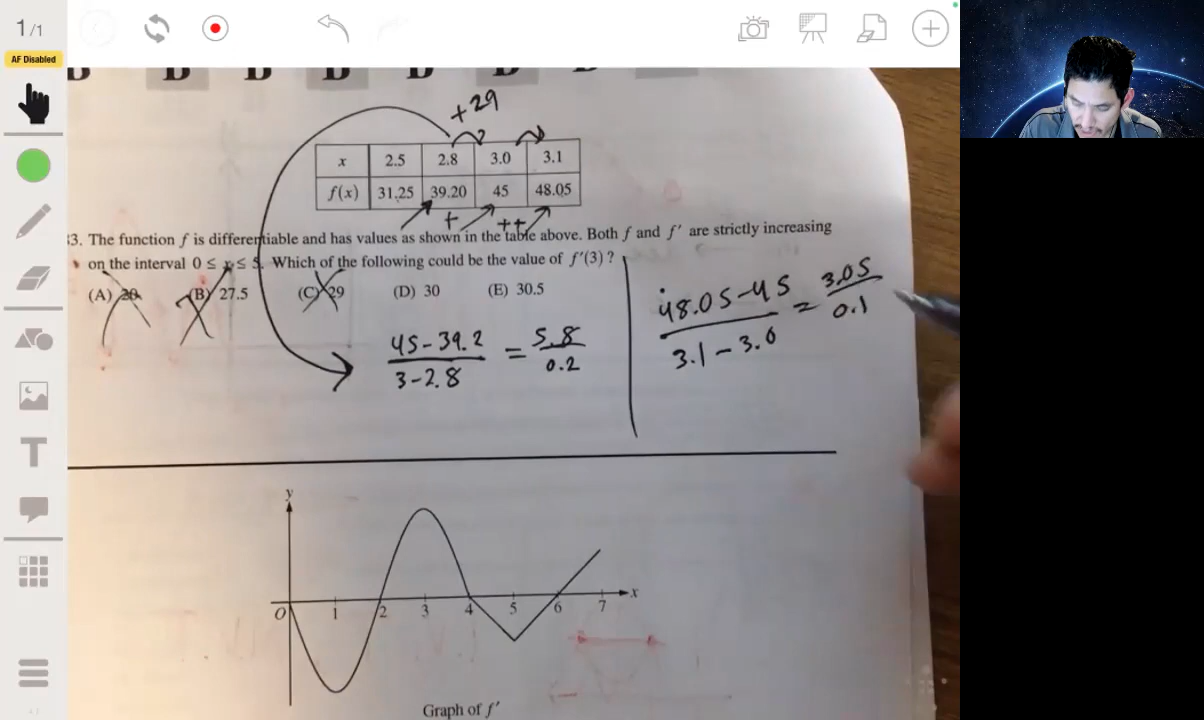 1/1
AF Disabled
+29
x 2.5 2.8 3.0 3.1
f(x) 31.25 39.20 45 48.05
+ ++
3. The function f is differentiable and has values as shown in the table above. Both f and f′ are strictly increasing
on the interval 0 ≤ x ≤ 5. Which of the following could be the value of f′(3) ?
(A) 20 (B) 27.5 (C) 29 (D) 30 (E) 30.5
45-39.2 / 3-2.8 = 5.8 / 0.2
48.05-45 / 3.1-3.0 = 3.05 / 0.1
y
O 1 2 3 4 5 6 7 x
Graph of f′
T